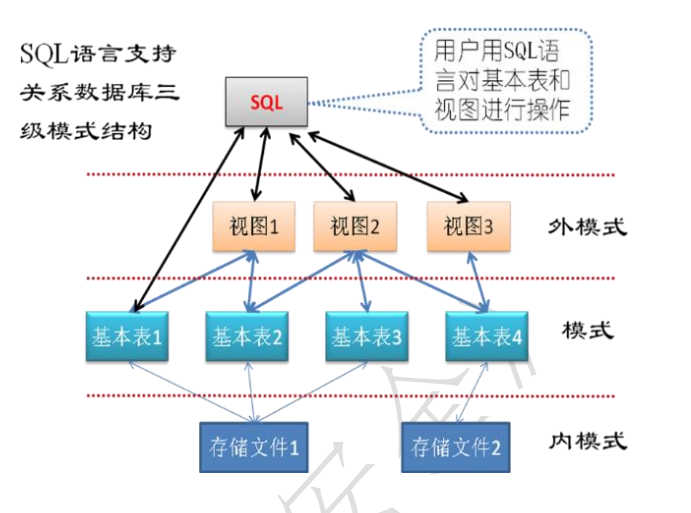 SQL语言支持
关系数据库三
级模式结构
用户用SQL语
言对基本表和
视图进行操作
SQL
视图1
视图2
视图3
外模式
基本表1
基本表2
基本表3
基本表4
模式
存储文件1
存储文件2
内模式